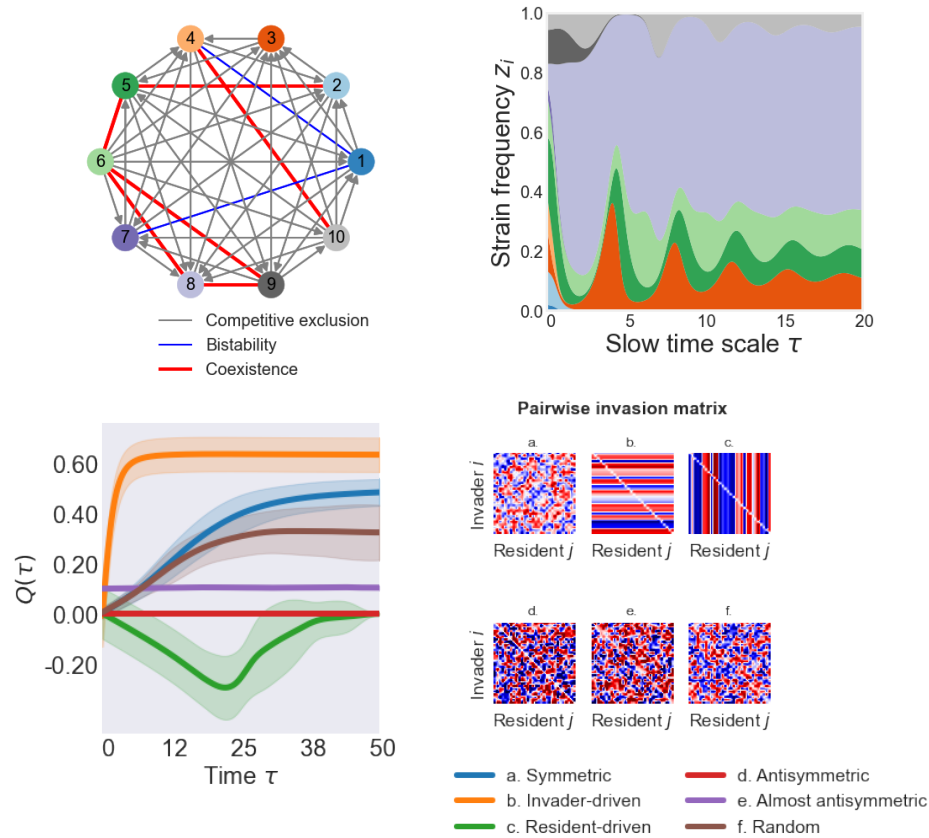 4
3
5
2
6
1
7
10
8
9
Competitive exclusion
Bistability
Coexistence
Strain frequency z_i
1.0
0.8
0.6
0.4
0.2
0.0
0 5 10 15 20
Slow time scale τ
Q(τ)
0.60
0.40
0.20
0.00
-0.20
0 12 25 38 50
Time τ
Pairwise invasion matrix
a. b. c.
Invader i
Resident j Resident j Resident j
d. e. f.
Invader i
Resident j Resident j Resident j
a. Symmetric
b. Invader-driven
c. Resident-driven
d. Antisymmetric
e. Almost antisymmetric
f. Random